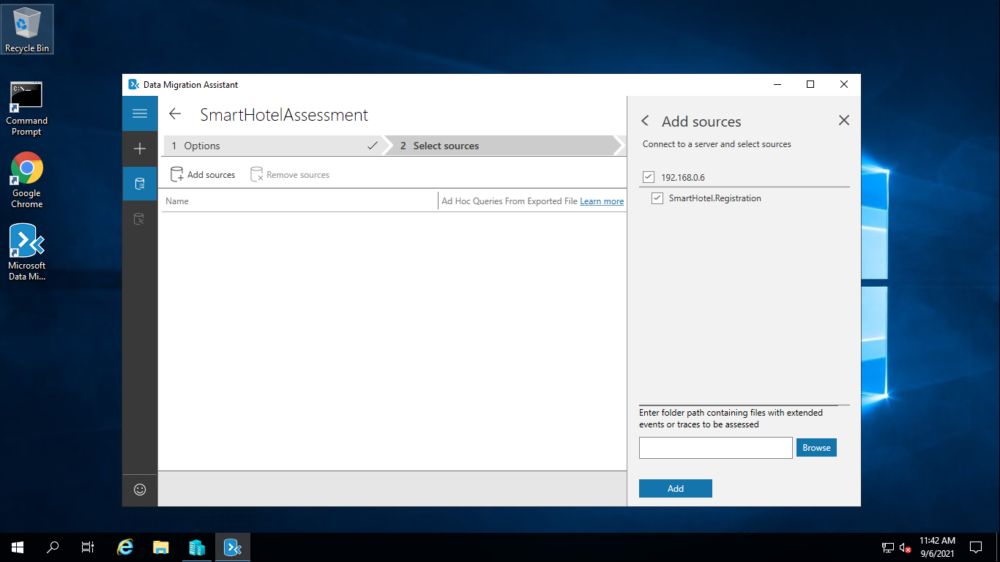 Recycle Bin
Command
Prompt
Google
Chrome
Microsoft
Data Mi...
Data Migration Assistant
SmartHotelAssessment
1 Options
2 Select sources
Add sources
Remove sources
Name
Ad Hoc Queries From Exported File Learn more
Add sources
Connect to a server and select sources
192.168.0.6
SmartHotel.Registration
Enter folder path containing files with extended
events or traces to be assessed
Browse
Add
11:42 AM
9/6/2021